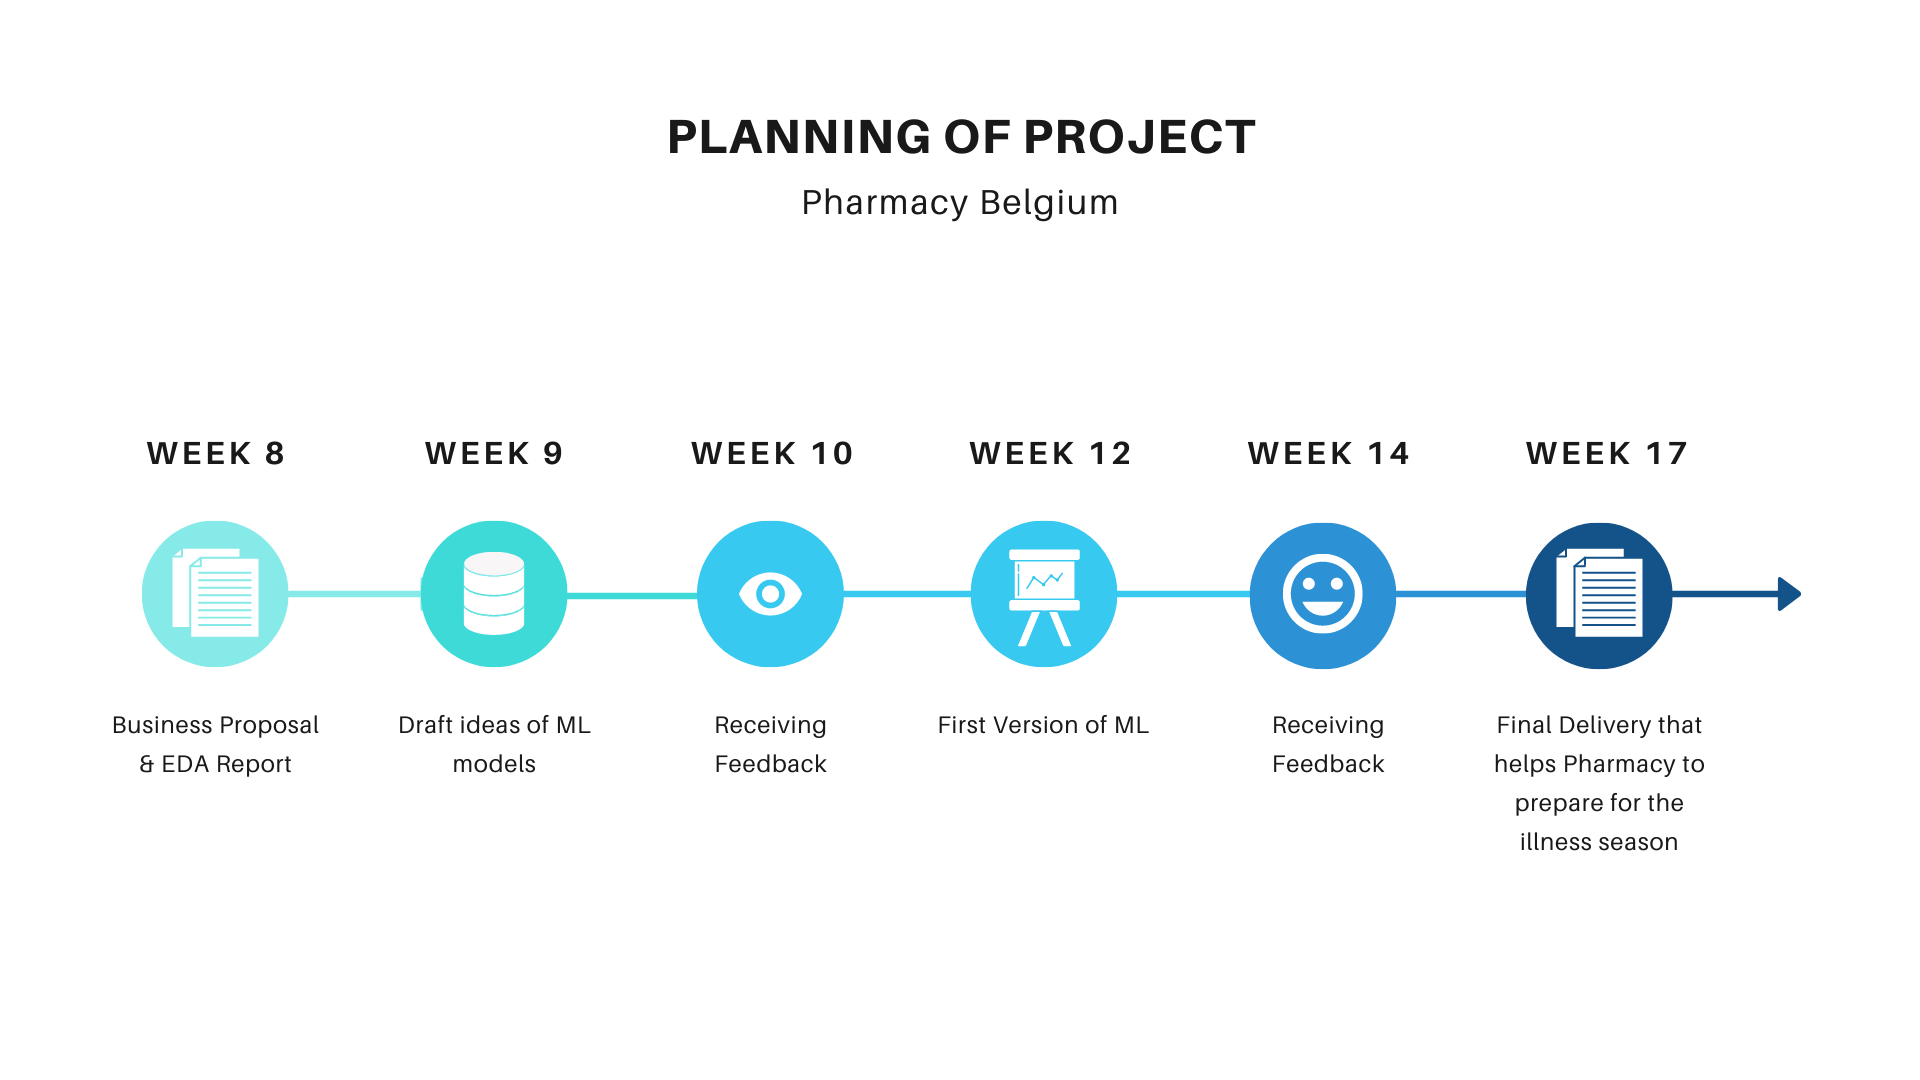 PLANNING OF PROJECT
Pharmacy Belgium
WEEK 8
WEEK 9
WEEK 10
WEEK 12
WEEK 14
WEEK 17
Business Proposal
& EDA Report
Draft ideas of ML
models
Receiving
Feedback
First Version of ML
Receiving
Feedback
Final Delivery that
helps Pharmacy to
prepare for the
illness season